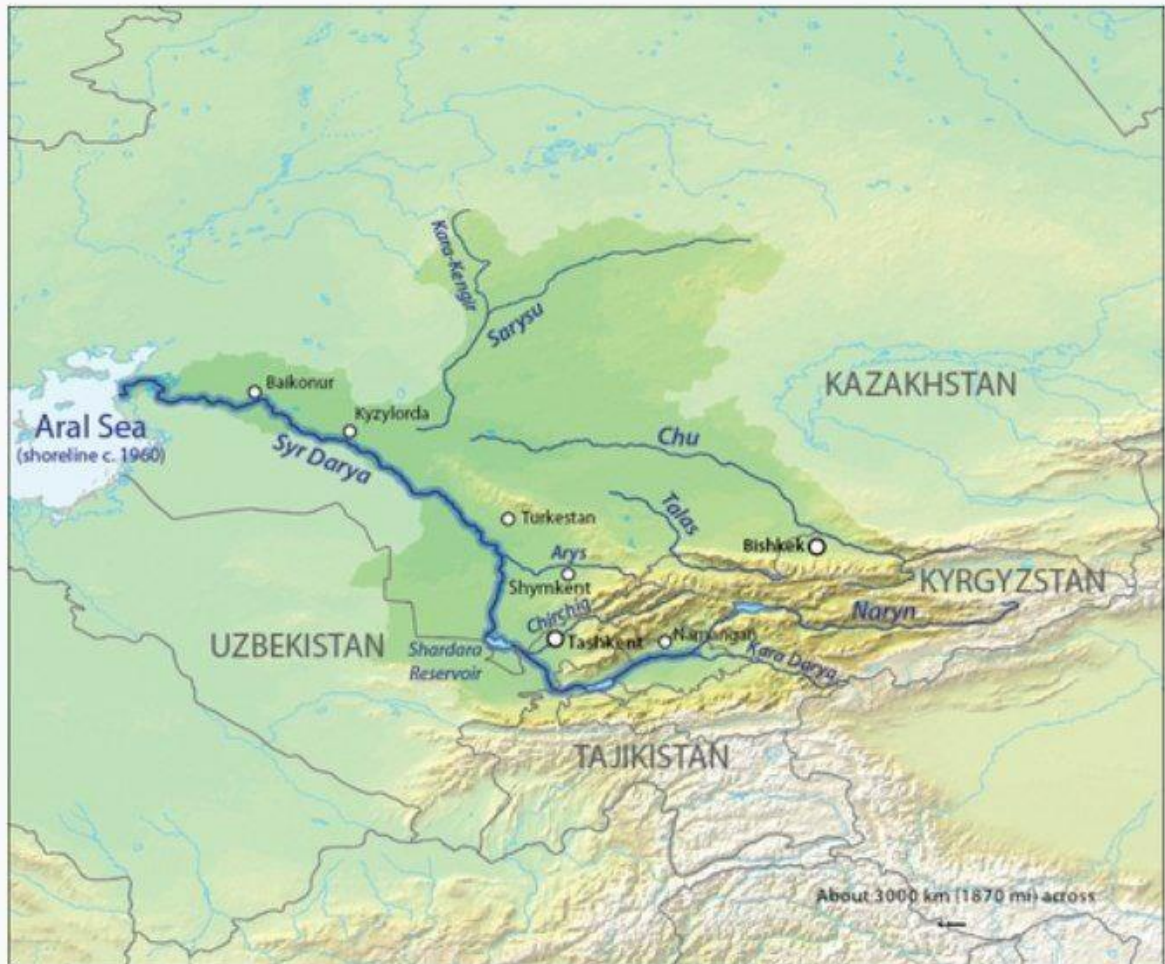 Kara-Kengir
Sarysu
Baikonur
KAZAKHSTAN
Kyzylorda
Aral Sea
(shoreline c. 1960)
Syr Darya
Chu
Talas
Turkestan
Bishkek
Arys
Shymkent
KYRGYZSTAN
Chirchig
Naryn
UZBEKISTAN
Tashkent
Namangan
Shardara
Reservoir
Kara Darya
TAJIKISTAN
About 3000 km (1870 mi) across